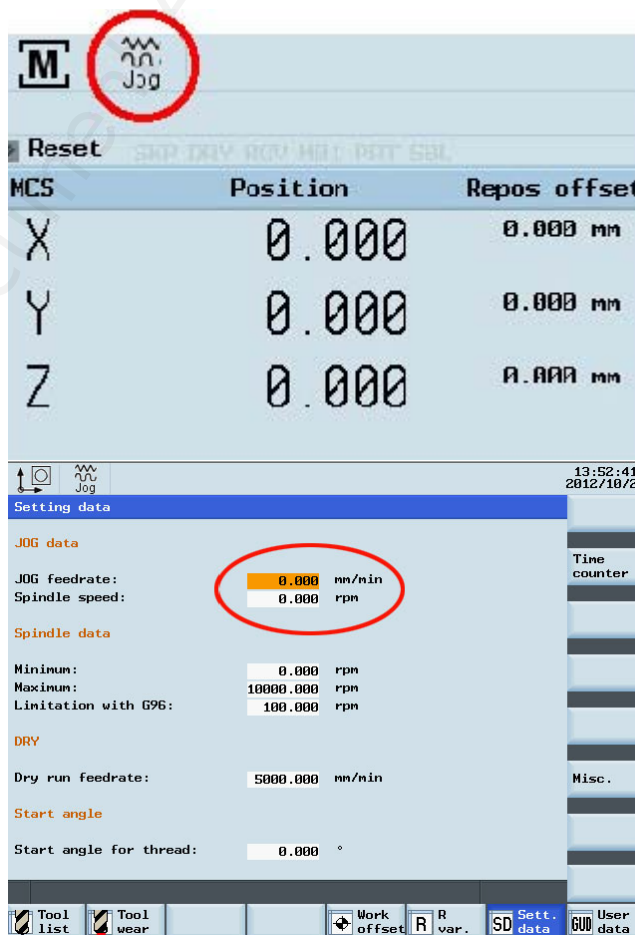 M
Jog
Reset SKP DRY ROV M01 PRT SBL
MCS Position Repos offset
X 0.000 0.000 mm
Y 0.000 0.000 mm
Z 0.000 0.000 mm
Jog 13:52:41
2012/10/2
Setting data
JOG data
JOG feedrate: 0.000 mm/min
Spindle speed: 0.000 rpm
Time
counter
Spindle data
Minimum: 0.000 rpm
Maximum: 10000.000 rpm
Limitation with G96: 100.000 rpm
DRY
Dry run feedrate: 5000.000 mm/min
Misc.
Start angle
Start angle for thread: 0.000 °
Tool
list
Tool
wear
Work
offset
R R
var.
SD Sett.
data
GUD User
data